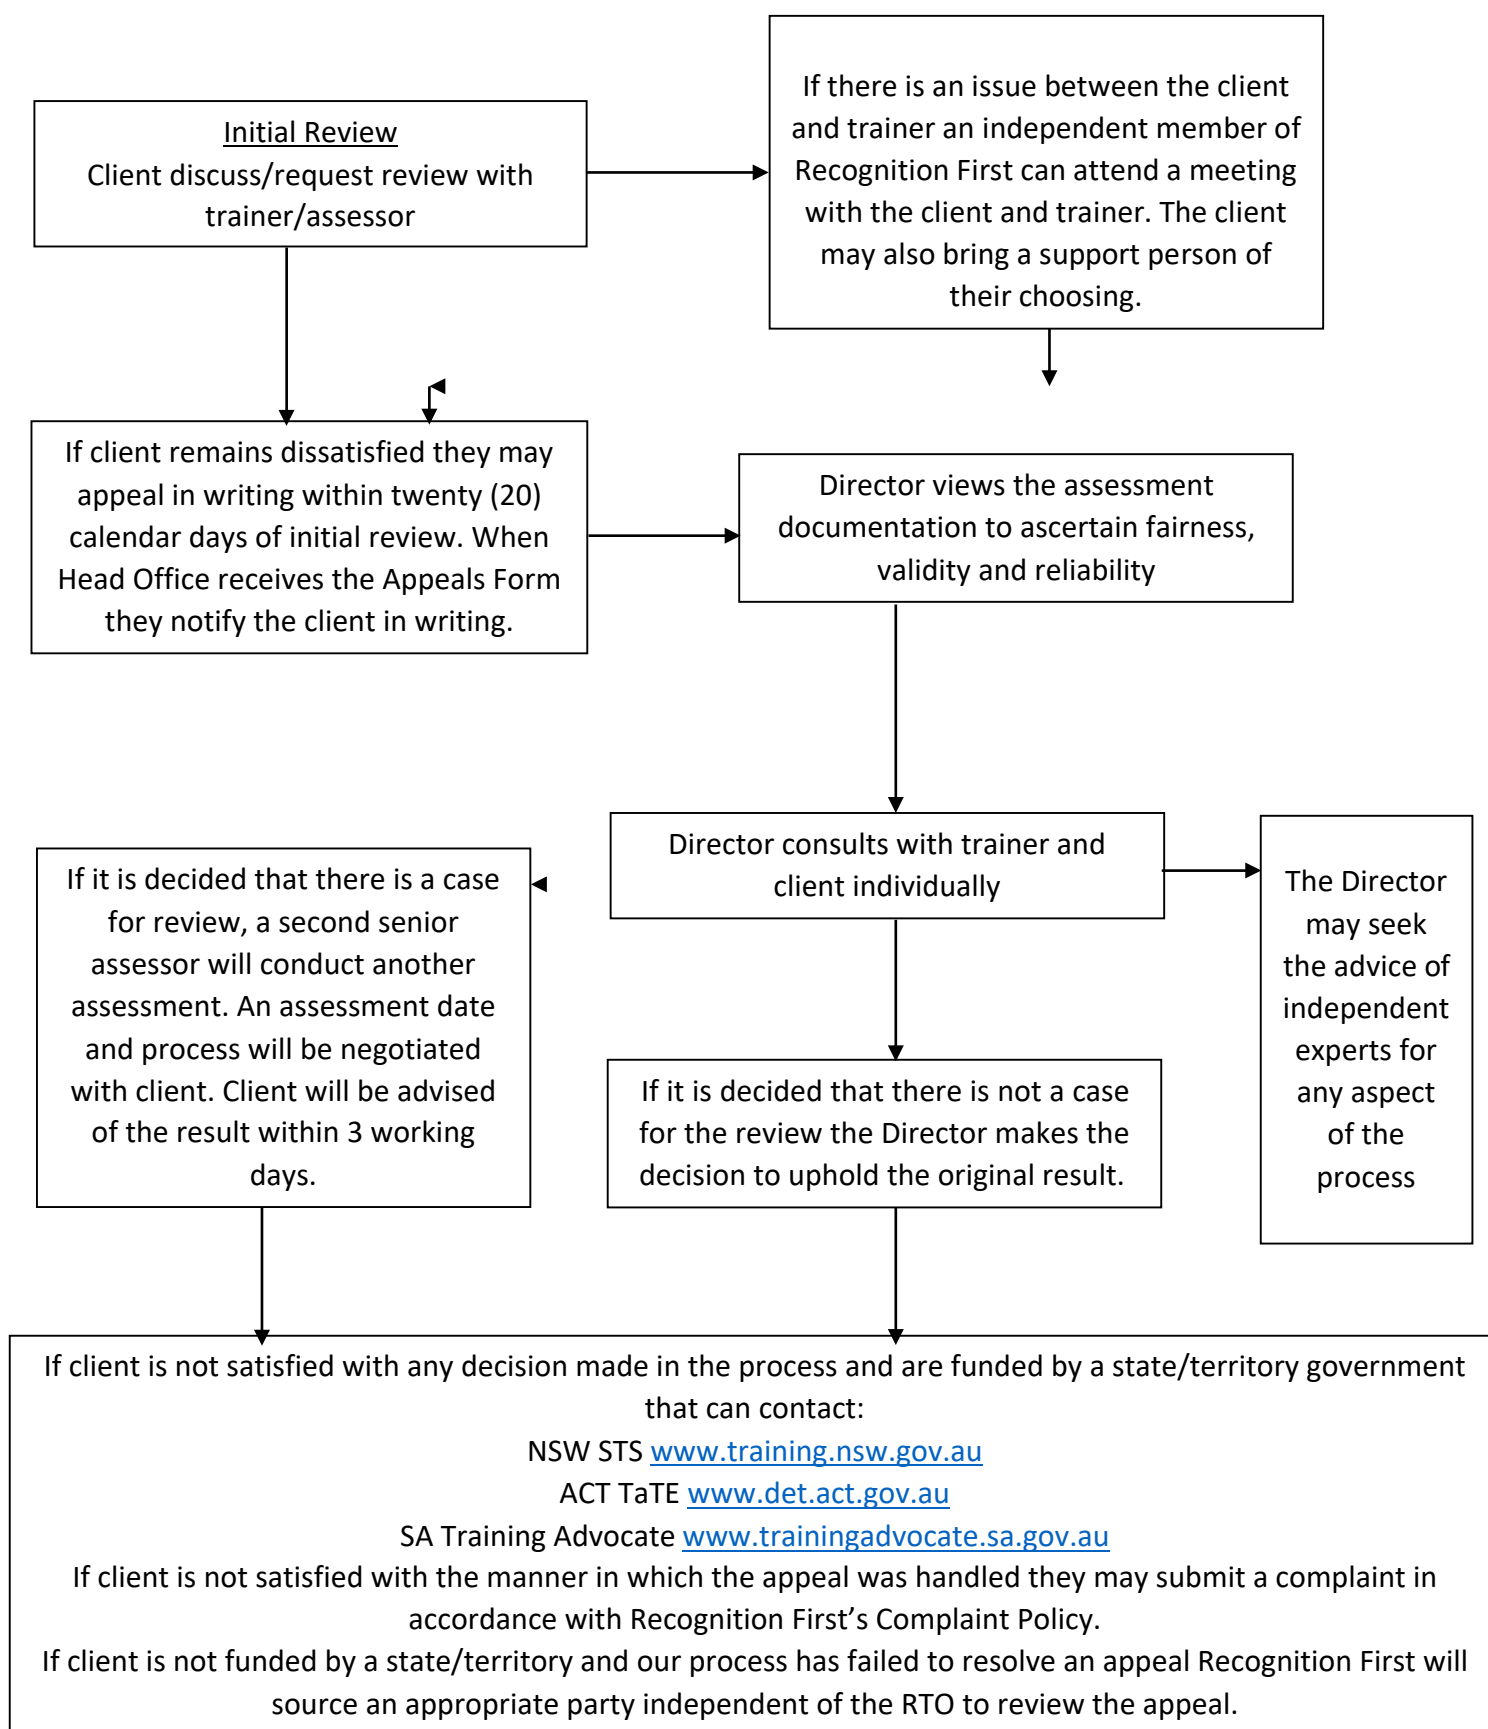 Initial Review
Client discuss/request review with
trainer/assessor
If there is an issue between the client
and trainer an independent member of
Recognition First can attend a meeting
with the client and trainer. The client
may also bring a support person of
their choosing.
If client remains dissatisfied they may
appeal in writing within twenty (20)
calendar days of initial review. When
Head Office receives the Appeals Form
they notify the client in writing.
Director views the assessment
documentation to ascertain fairness,
validity and reliability
Director consults with trainer and
client individually
The Director
may seek
the advice of
independent
experts for
any aspect
of the
process
If it is decided that there is a case
for review, a second senior
assessor will conduct another
assessment. An assessment date
and process will be negotiated
with client. Client will be advised
of the result within 3 working
days.
If it is decided that there is not a case
for the review the Director makes the
decision to uphold the original result.
If client is not satisfied with any decision made in the process and are funded by a state/territory government
that can contact:
NSW STS www.training.nsw.gov.au
ACT TaTE www.det.act.gov.au
SA Training Advocate www.trainingadvocate.sa.gov.au
If client is not satisfied with the manner in which the appeal was handled they may submit a complaint in
accordance with Recognition First’s Complaint Policy.
If client is not funded by a state/territory and our process has failed to resolve an appeal Recognition First will
source an appropriate party independent of the RTO to review the appeal.